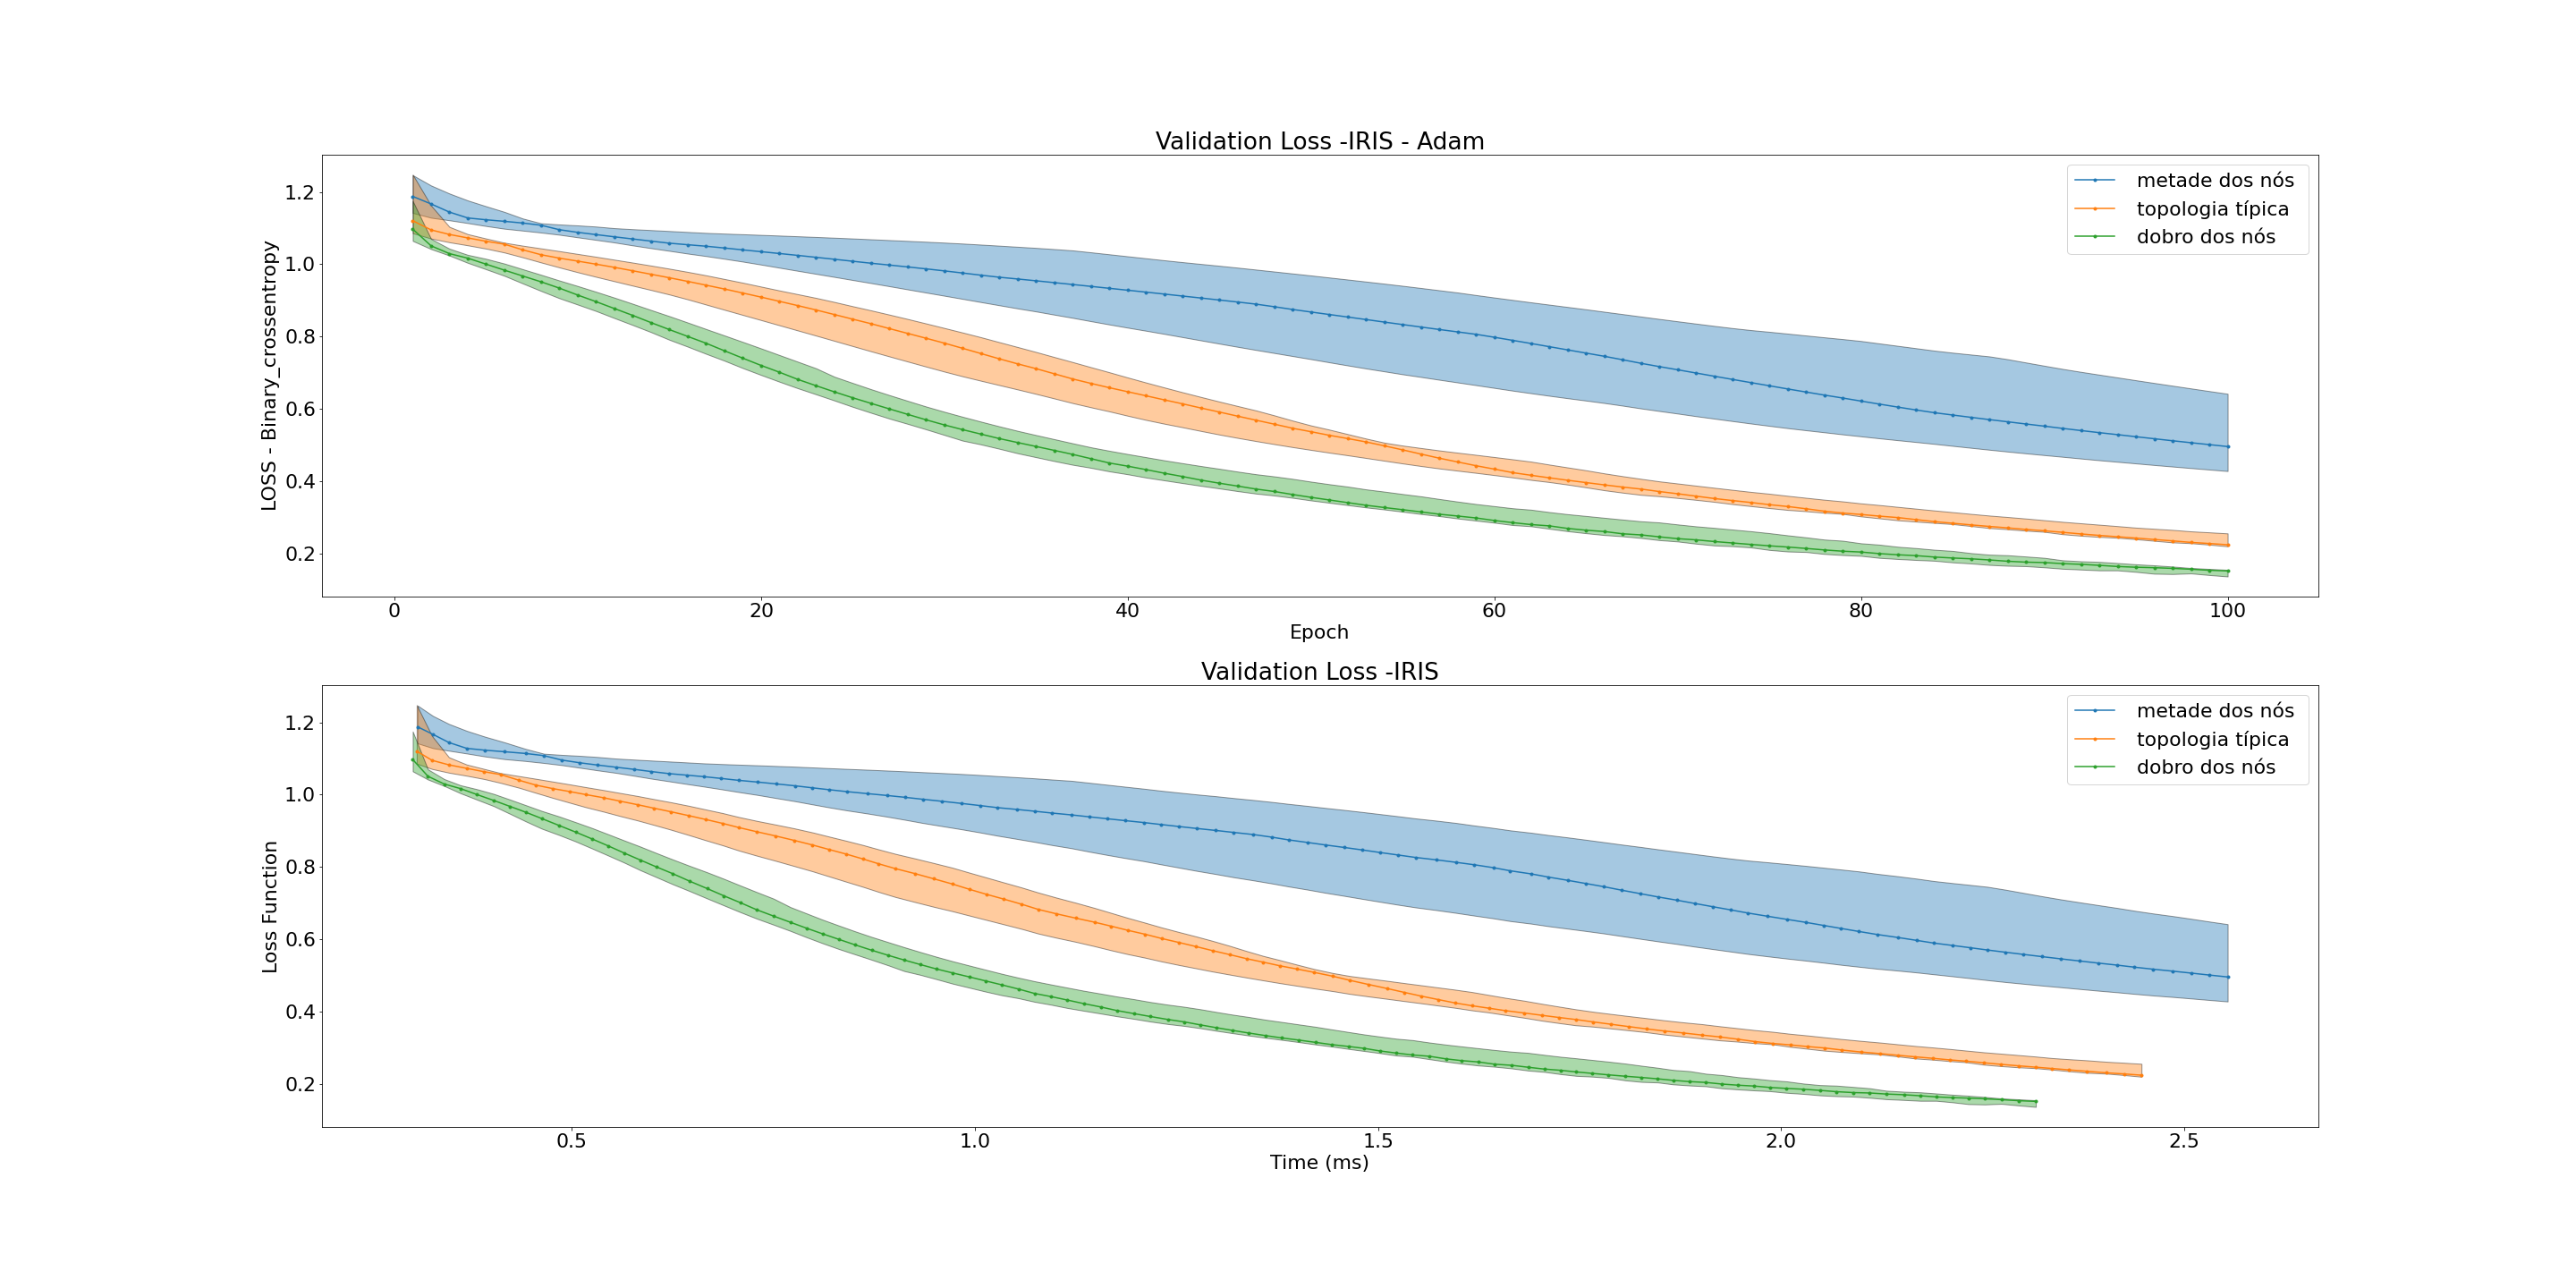 Validation Loss -IRIS - Adam
LOSS - Binary_crossentropy
1.2
1.0
0.8
0.6
0.4
0.2
metade dos nós
topologia típica
dobro dos nós
0 20 40 60 80 100
Epoch
Validation Loss -IRIS
Loss Function
1.2
1.0
0.8
0.6
0.4
0.2
metade dos nós
topologia típica
dobro dos nós
0.5 1.0 1.5 2.0 2.5
Time (ms)